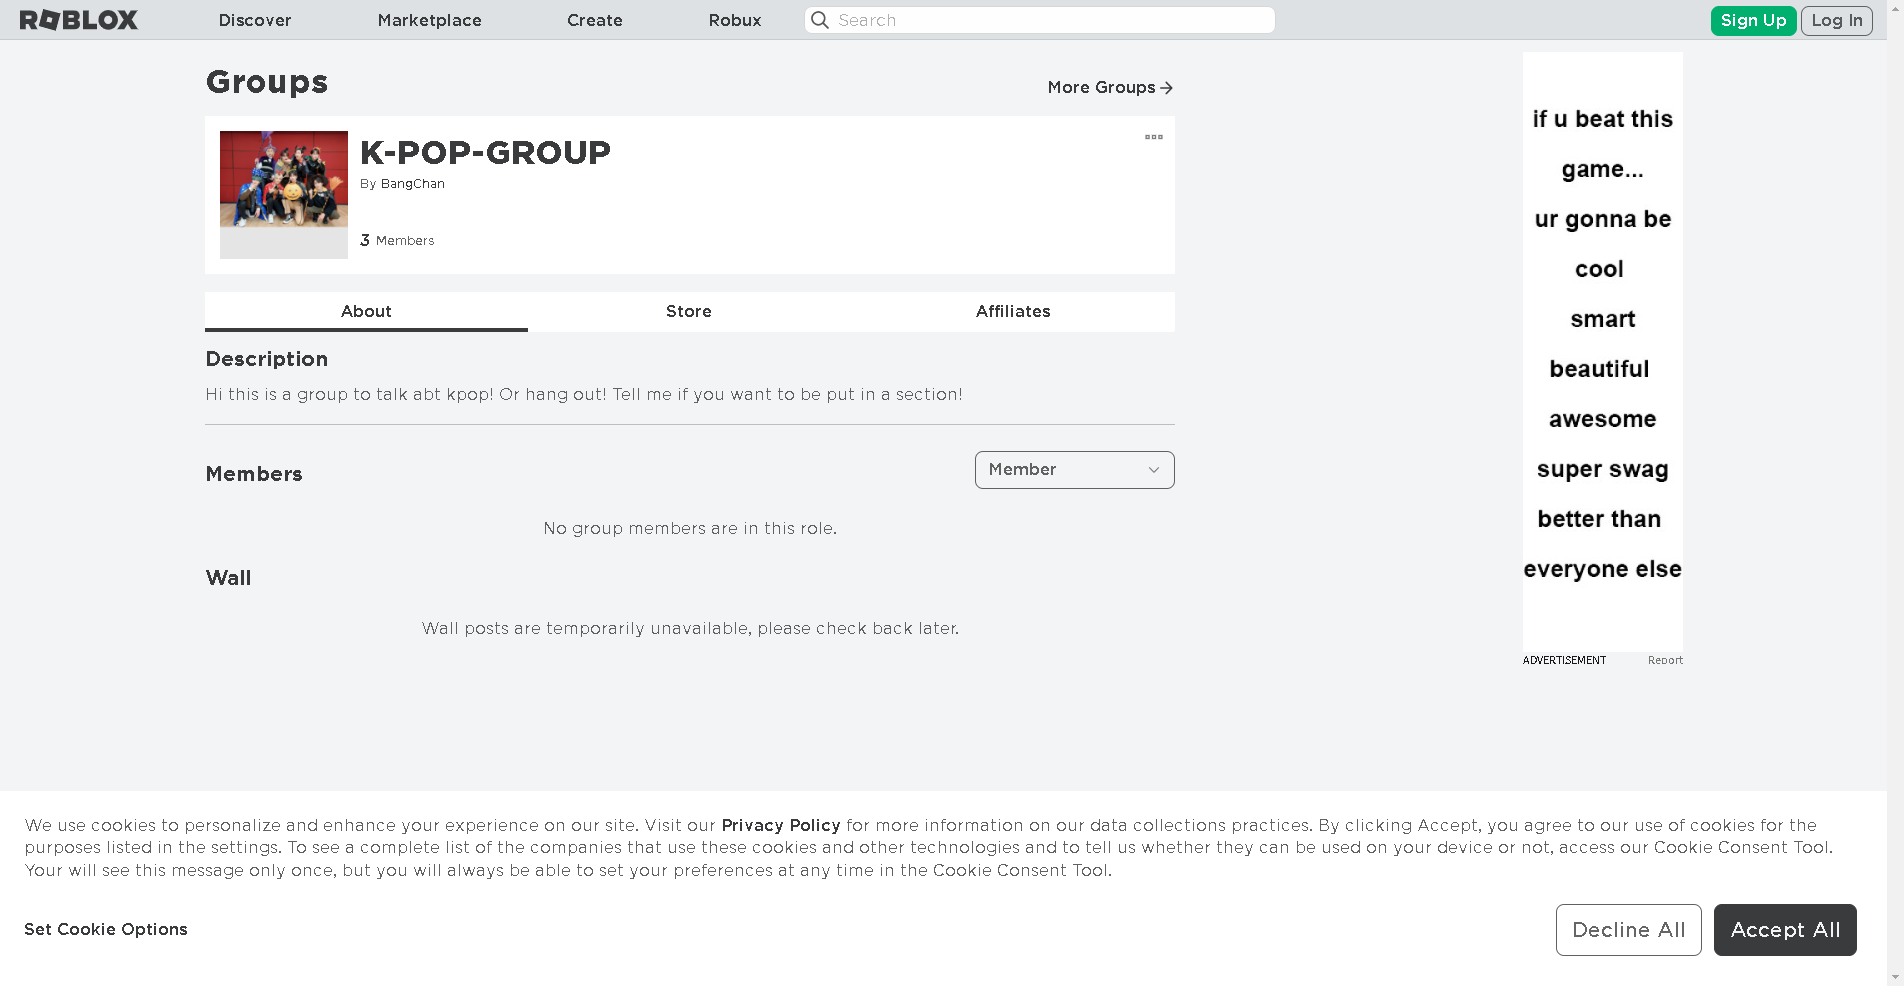 ROBLOX Discover Marketplace Create Robux Search Sign Up Log In
Groups
More Groups
K-POP-GROUP
By BangChan
3 Members
About Store Affiliates
Description
Hi this is a group to talk abt kpop! Or hang out! Tell me if you want to be put in a section!
Members
Member
No group members are in this role.
Wall
Wall posts are temporarily unavailable, please check back later.
if u beat this
game...
ur gonna be
cool
smart
beautiful
awesome
super swag
better than
everyone else
ADVERTISEMENT Report
We use cookies to personalize and enhance your experience on our site. Visit our Privacy Policy for more information on our data collections practices. By clicking Accept, you agree to our use of cookies for the
purposes listed in the settings. To see a complete list of the companies that use these cookies and other technologies and to tell us whether they can be used on your device or not, access our Cookie Consent Tool.
Your will see this message only once, but you will always be able to set your preferences at any time in the Cookie Consent Tool.
Set Cookie Options
Decline All Accept All